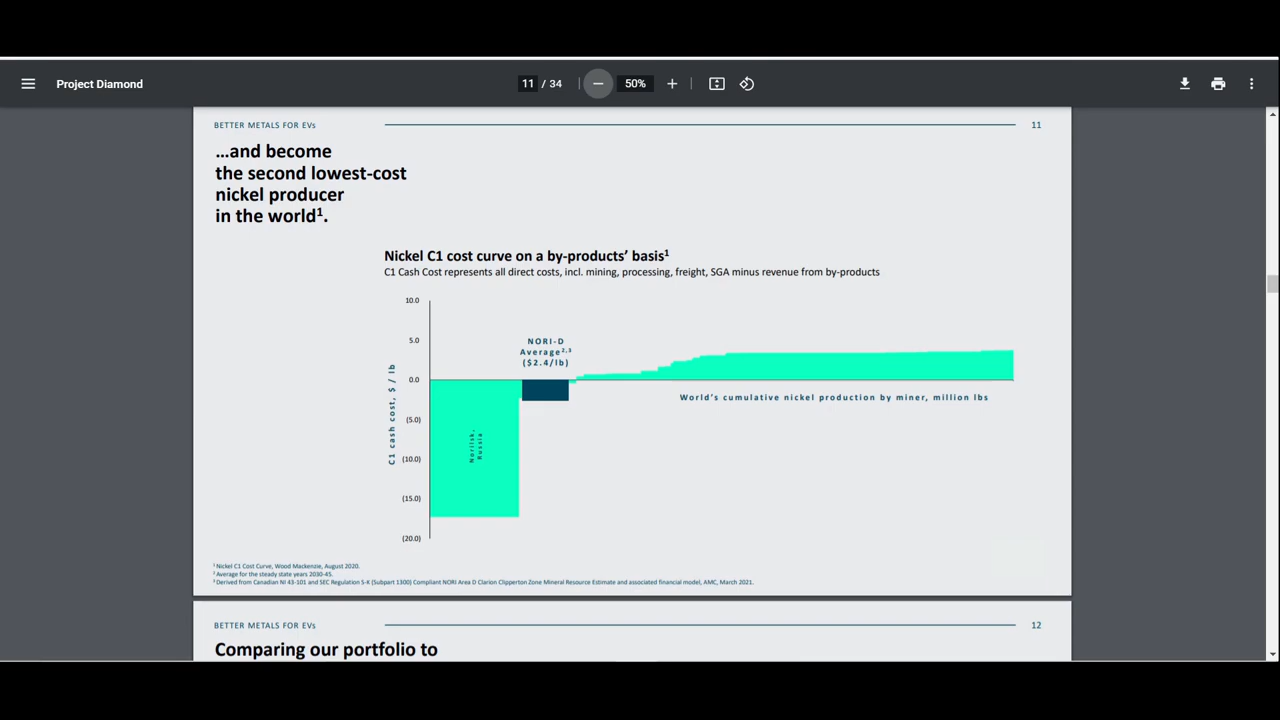 Project Diamond
11 / 34
50%
BETTER METALS FOR EVs
11
…and become
the second lowest-cost
nickel producer
in the world¹.
Nickel C1 cost curve on a by-products’ basis¹
C1 Cash Cost represents all direct costs, incl. mining, processing, freight, SGA minus revenue from by-products
10.0
5.0
0.0
(5.0)
(10.0)
(15.0)
(20.0)
C1 cash cost, $ / lb
NORI-D
Average²,³
($2.4/lb)
Norilsk,
Russia
World’s cumulative nickel production by miner, million lbs
¹ Nickel C1 Cost Curve, Wood Mackenzie, August 2020.
² Average for the steady state years 2030-45.
³ Derived from Canadian NI 43-101 and SEC Regulation S-K (Subpart 1300) Compliant NORI Area D Clarion Clipperton Zone Mineral Resource Estimate and associated financial model, AMC, March 2021.
BETTER METALS FOR EVs
12
Comparing our portfolio to